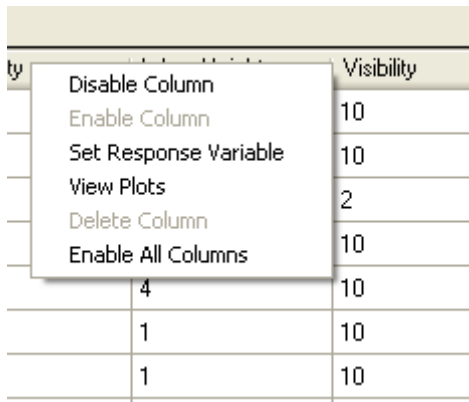 ty
Visibility
Disable Column
Enable Column
Set Response Variable
View Plots
Delete Column
Enable All Columns
10
10
2
10
4 10
1 10
1 10